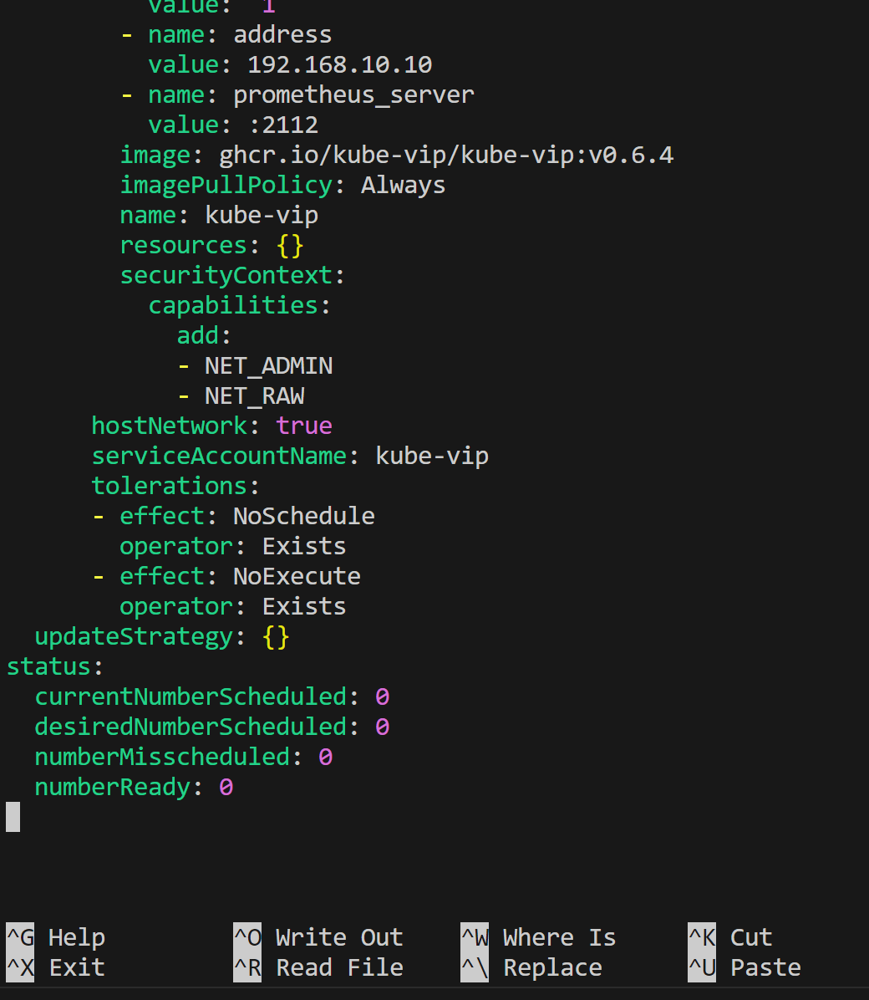 value: "1"
- name: address
value: 192.168.10.10
- name: prometheus_server
value: :2112
image: ghcr.io/kube-vip/kube-vip:v0.6.4
imagePullPolicy: Always
name: kube-vip
resources: {}
securityContext:
capabilities:
add:
- NET_ADMIN
- NET_RAW
hostNetwork: true
serviceAccountName: kube-vip
tolerations:
- effect: NoSchedule
operator: Exists
- effect: NoExecute
operator: Exists
updateStrategy: {}
status:
currentNumberScheduled: 0
desiredNumberScheduled: 0
numberMisscheduled: 0
numberReady: 0
^G Help ^O Write Out ^W Where Is ^K Cut
^X Exit ^R Read File ^\ Replace ^U Paste